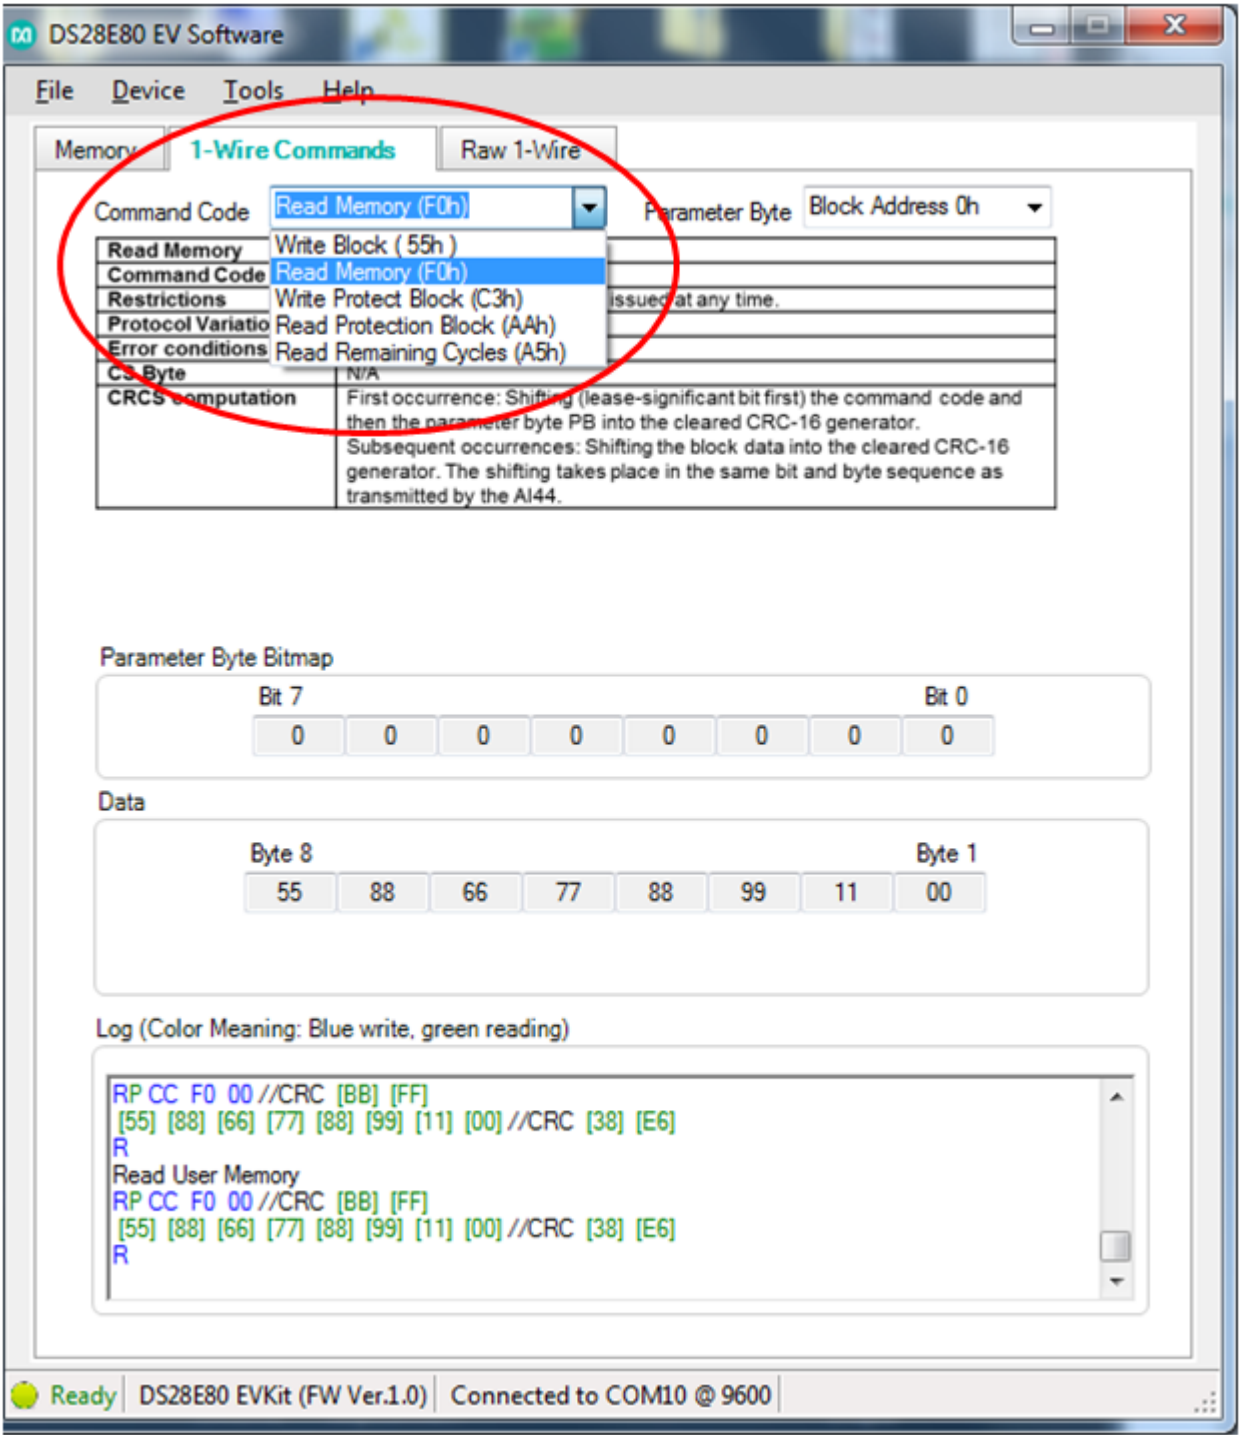 DS28E80 EV Software
File Device Tools Help
Memory 1-Wire Commands Raw 1-Wire
Command Code Read Memory (F0h) Parameter Byte Block Address 0h
Write Block ( 55h )
Read Memory (F0h)
Write Protect Block (C3h)
Read Protection Block (AAh)
Read Remaining Cycles (A5h)
Read Memory
Command Code
Restrictions issued at any time.
Protocol Variatio
Error conditions
CS Byte N/A
CRCS computation First occurrence: Shifting (lease-significant bit first) the command code and
then the parameter byte PB into the cleared CRC-16 generator.
Subsequent occurrences: Shifting the block data into the cleared CRC-16
generator. The shifting takes place in the same bit and byte sequence as
transmitted by the AI44.
Parameter Byte Bitmap
Bit 7 Bit 0
0 0 0 0 0 0 0 0
Data
Byte 8 Byte 1
55 88 66 77 88 99 11 00
Log (Color Meaning: Blue write, green reading)
RP CC F0 00 //CRC [BB] [FF]
[55] [88] [66] [77] [88] [99] [11] [00] //CRC [38] [E6]
R
Read User Memory
RP CC F0 00 //CRC [BB] [FF]
[55] [88] [66] [77] [88] [99] [11] [00] //CRC [38] [E6]
R
Ready DS28E80 EVKit (FW Ver.1.0) Connected to COM10 @ 9600